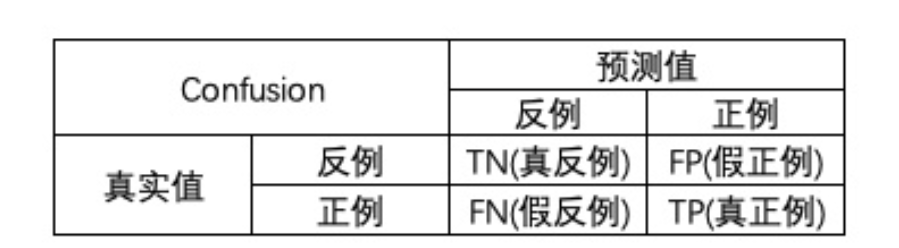 Confusion 预测值
反例 正例
真实值 反例 TN(真反例) FP(假正例)
正例 FN(假反例) TP(真正例)